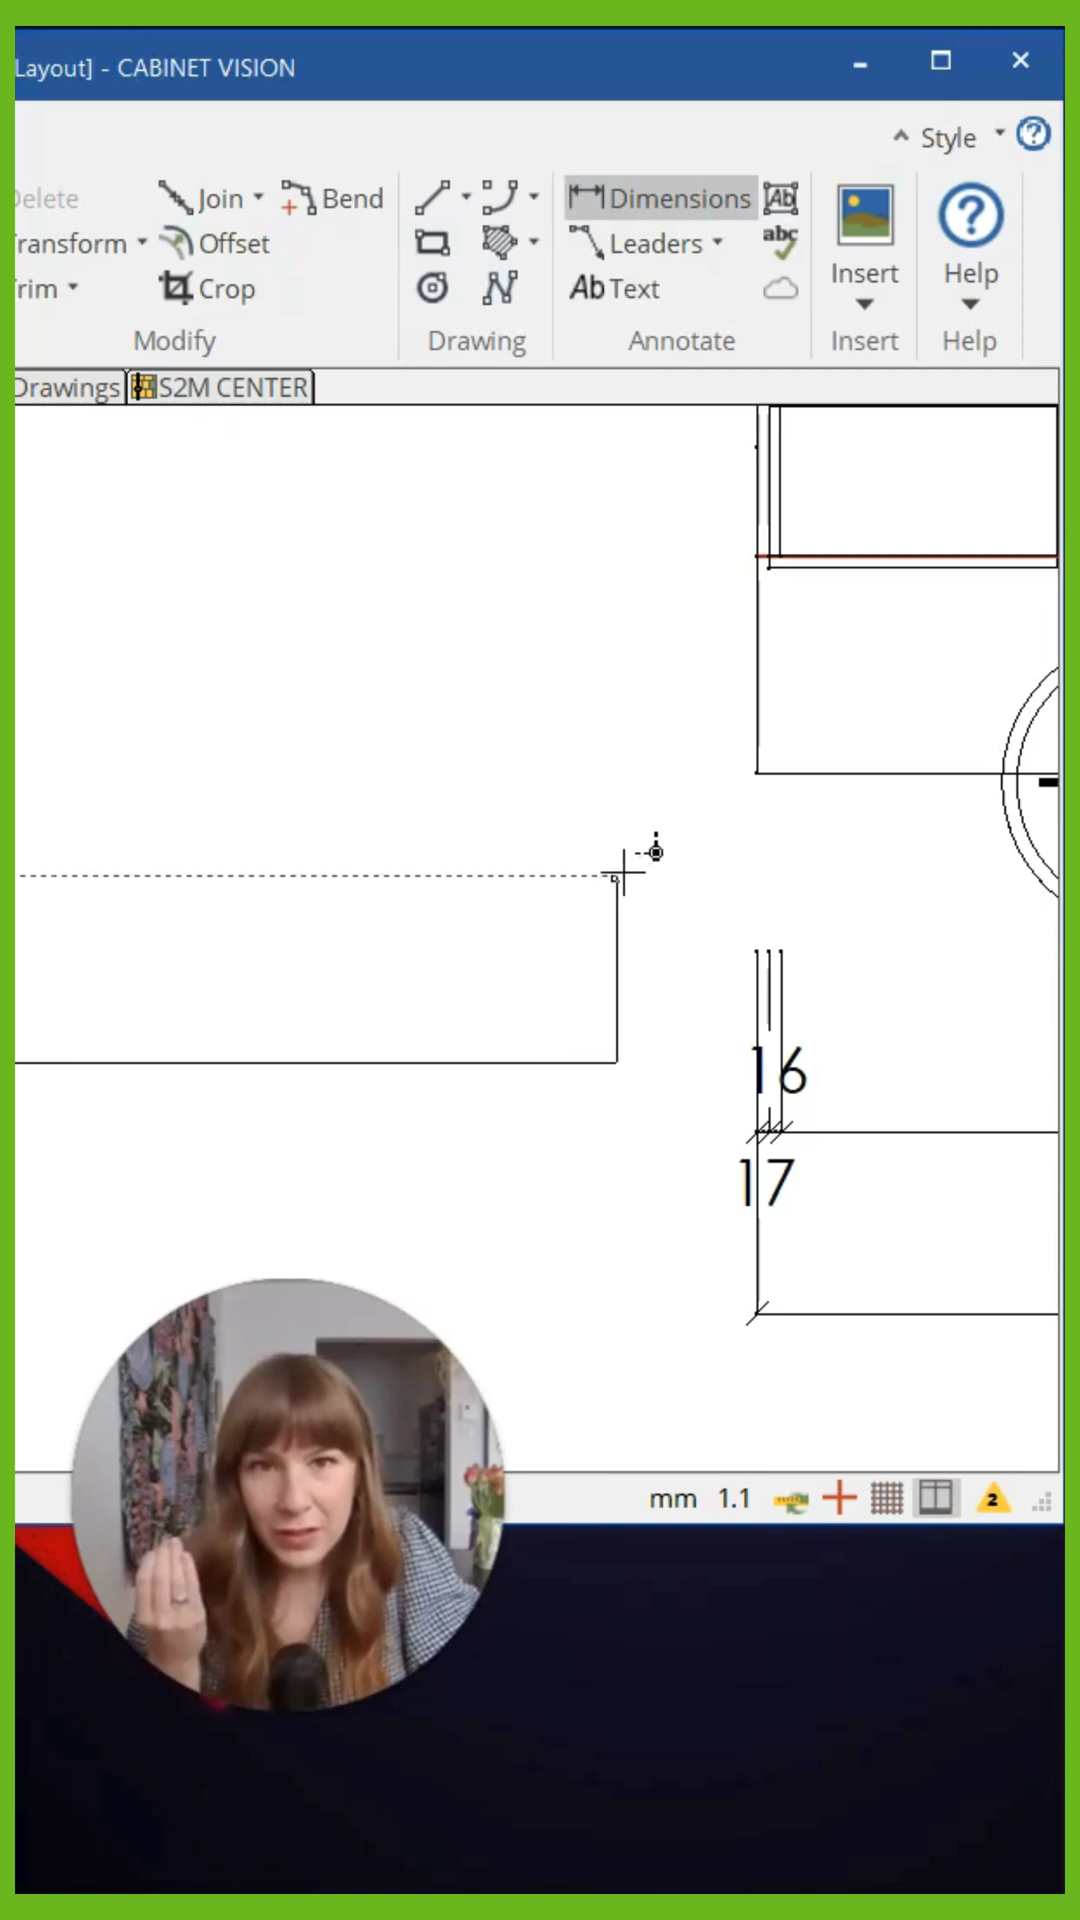 Layout] - CABINET VISION
Style
Delete
Join
Bend
Dimensions
Ab
Transform
Offset
Leaders
abc
Insert
Help
Trim
Crop
Ab Text
Modify
Drawing
Annotate
Insert
Help
Drawings
S2M CENTER
16
17
mm 1.1
2